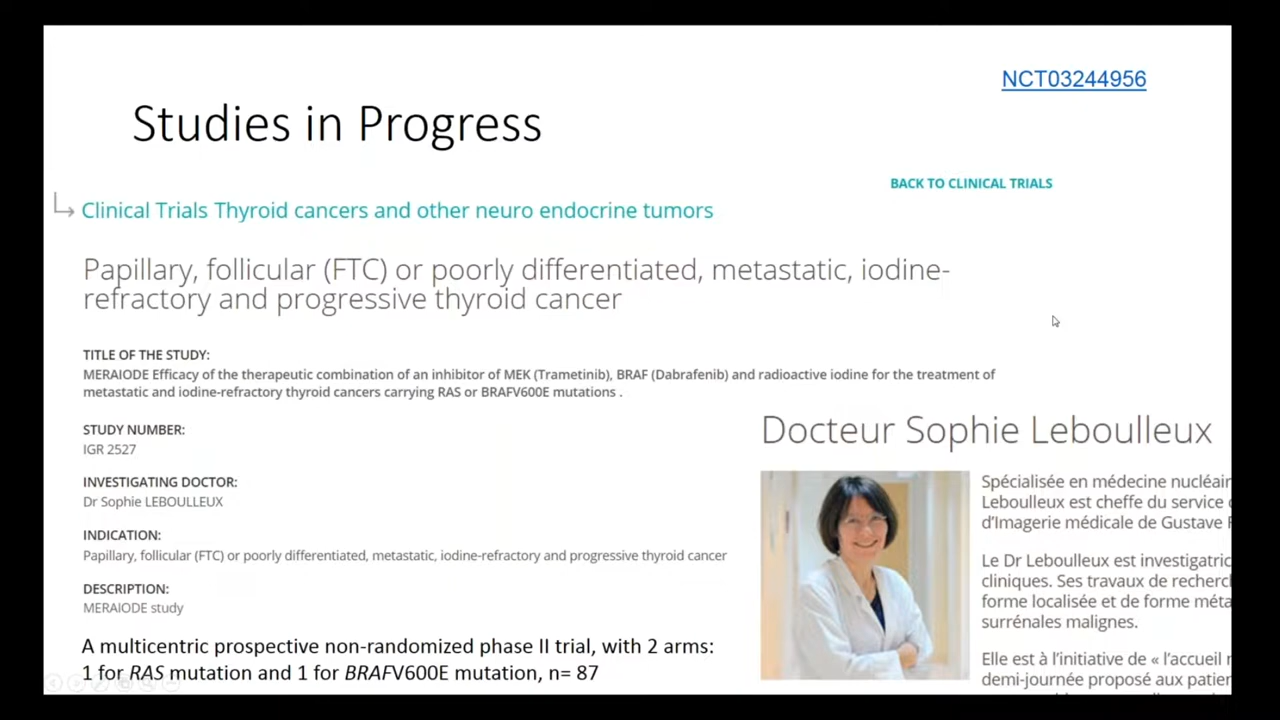 NCT03244956
Studies in Progress
BACK TO CLINICAL TRIALS
Clinical Trials Thyroid cancers and other neuro endocrine tumors
Papillary, follicular (FTC) or poorly differentiated, metastatic, iodine-
refractory and progressive thyroid cancer
TITLE OF THE STUDY:
MERAIODE Efficacy of the therapeutic combination of an inhibitor of MEK (Trametinib), BRAF (Dabrafenib) and radioactive iodine for the treatment of
metastatic and iodine-refractory thyroid cancers carrying RAS or BRAFV600E mutations .
STUDY NUMBER:
IGR 2527
INVESTIGATING DOCTOR:
Dr Sophie LEBOULLEUX
INDICATION:
Papillary, follicular (FTC) or poorly differentiated, metastatic, iodine-refractory and progressive thyroid cancer
DESCRIPTION:
MERAIODE study
A multicentric prospective non-randomized phase II trial, with 2 arms:
1 for RAS mutation and 1 for BRAFV600E mutation, n= 87
Docteur Sophie Leboulleux
Spécialisée en médecine nucléair
Leboulleux est cheffe du service
d'Imagerie médicale de Gustave
Le Dr Leboulleux est investigatric
cliniques. Ses travaux de recherc
forme localisée et de forme méta
surrénales malignes.
Elle est à l'initiative de « l'accueil
demi-journée proposé aux patien